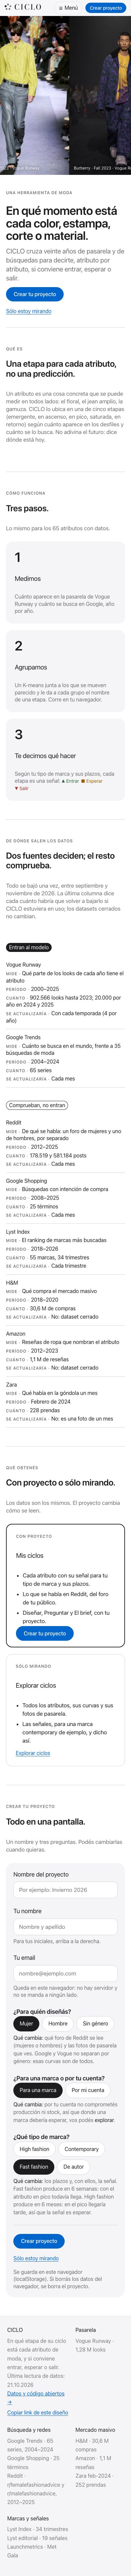 CICLO
≡ Menú
Crear proyecto
Burberry · Fall 2023 · Vogue
UNA HERRAMIENTA DE MODA
En qué momento está
cada color, estampa,
corte o material.
CICLO cruza veinte años de pasarela y de
búsquedas para decirte, atributo por
atributo, si conviene entrar, esperar o
salir.
Crear tu proyecto
Sólo estoy mirando
QUÉ ES
Una etapa para cada atributo,
no una predicción.
Un atributo es una cosa concreta que se puede
medir en todos lados: el floral, el jean amplio, la
gamuza. CICLO lo ubica en una de cinco etapas
(emergente, en ascenso, en pico, saturada, en
retorno) según cuánto aparece en los desfiles y
cuánto se lo busca. No adivina el futuro: dice
dónde está hoy.
CÓMO FUNCIONA
Tres pasos.
Lo mismo para los 65 atributos con datos.
1
Medimos
Cuánto aparece en la pasarela de Vogue
Runway y cuánto se busca en Google, año
por año.
2
Agrupamos
Un K-means junta a los que se mueven
parecido y le da a cada grupo el nombre
de una etapa. Corre en tu navegador.
3
Te decimos qué hacer
Según tu tipo de marca y sus plazos, cada
etapa es una señal: ▲ Entrar ■ Esperar
▼ Salir
DE DÓNDE SALEN LOS DATOS
Dos fuentes deciden; el resto
comprueba.
Todo se bajó una vez, entre septiembre y
octubre de 2026. La última columna dice
cada cuánto habría que volver a bajarlo si
CICLO estuviera en uso; los datasets cerrados
no cambian.
Entran al modelo
Vogue Runway
MIDE · Qué parte de los looks de cada año tiene el
atributo
PERÍODO · 2000–2025
CUÁNTO · 902.566 looks hasta 2023; 20.000 por
año en 2024 y 2025
SE ACTUALIZARÍA · Con cada temporada (4 por
año)
Google Trends
MIDE · Cuánto se busca en el mundo, frente a 35
búsquedas de moda
PERÍODO · 2004–2024
CUÁNTO · 65 series
SE ACTUALIZARÍA · Cada mes
Comprueban, no entran
Reddit
MIDE · De qué se habla: un foro de mujeres y uno
de hombres, por separado
PERÍODO · 2012–2025
CUÁNTO · 178.519 y 581.184 posts
SE ACTUALIZARÍA · Cada mes
Google Shopping
MIDE · Búsquedas con intención de compra
PERÍODO · 2008–2025
CUÁNTO · 25 términos
SE ACTUALIZARÍA · Cada mes
Lyst Index
MIDE · El ranking de marcas más buscadas
PERÍODO · 2018–2026
CUÁNTO · 55 marcas, 34 trimestres
SE ACTUALIZARÍA · Cada trimestre
H&M
MIDE · Qué compra el mercado masivo
PERÍODO · 2018–2020
CUÁNTO · 30,6 M de compras
SE ACTUALIZARÍA · No: dataset cerrado
Amazon
MIDE · Reseñas de ropa que nombran el atributo
PERÍODO · 2012–2023
CUÁNTO · 1,1 M de reseñas
SE ACTUALIZARÍA · No: dataset cerrado
Zara
MIDE · Qué había en la góndola un mes
PERÍODO · Febrero de 2024
CUÁNTO · 228 prendas
SE ACTUALIZARÍA · No: es una foto de un mes
QUÉ OBTENÉS
Con proyecto o sólo mirando.
Los datos son los mismos. El proyecto cambia
cómo se leen.
CON PROYECTO
Mis ciclos
• Cada atributo con su señal para tu
tipo de marca y sus plazos.
• Lo que se habla en Reddit, del foro
de tu público.
• Diseñar, Preguntar y El brief, con tu
proyecto.
Crear tu proyecto
SÓLO MIRANDO
Explorar ciclos
• Todos los atributos, sus curvas y sus
fotos de pasarela.
• Las señales, para una marca
contemporary de ejemplo, y dicho
así.
Explorar ciclos
CREAR TU PROYECTO
Todo en una pantalla.
Un nombre y tres preguntas. Podés cambiarlas
cuando quieras.
Nombre del proyecto
Por ejemplo: Invierno 2026
Tu nombre
Nombre y apellido
Para tus iniciales, arriba a la derecha.
Tu email
nombre@ejemplo.com
Queda en este navegador: no hay servidor y
no se manda a ningún lado.
¿Para quién diseñás?
Mujer
Hombre
Sin género
Qué cambia: qué foro de Reddit se lee
(mujeres o hombres) y las fotos de pasarela
que ves. Google y Vogue no separan por
género: esas curvas son de todos.
¿Para una marca o por tu cuenta?
Para una marca
Por mi cuenta
Qué cambia: por tu cuenta no comprometés
producción ni stock, así que donde una
marca debería esperar, vos podés explorar.
¿Qué tipo de marca?
High fashion
Contemporary
Fast fashion
De autor
Qué cambia: los plazos y, con ellos, la señal.
Fast fashion produce en 8 semanas: con el
atributo en pico todavía llega. High fashion
produce en 6 meses: en el pico llegaría
tarde, así que la señal es no entrar.
Crear proyecto
Sólo estoy mirando
Se guarda en este navegador
(localStorage). Si borrás los datos del
navegador, se borra el proyecto.
CICLO
En qué etapa de su ciclo
está cada atributo de
moda, y si conviene
entrar, esperar o salir.
Última lectura de datos:
21.10.2026
Datos y código abiertos
→
Copiar link de este diseño
Pasarela
Vogue Runway ·
1,28 M looks
Búsqueda y redes
Google Trends · 65
series, 2004–2024
Google Shopping · 25
términos
Reddit ·
r/femalefashionadvice y
r/malefashionadvice,
2012–2025
Mercado masivo
H&M · 30,6 M
compras
Amazon · 1,1 M
reseñas
Zara feb-2024 ·
252 prendas
Marcas y señales
Lyst Index · 34 trimestres
Lyst editorial · 19 señales
Launchmetrics · Met
Gala